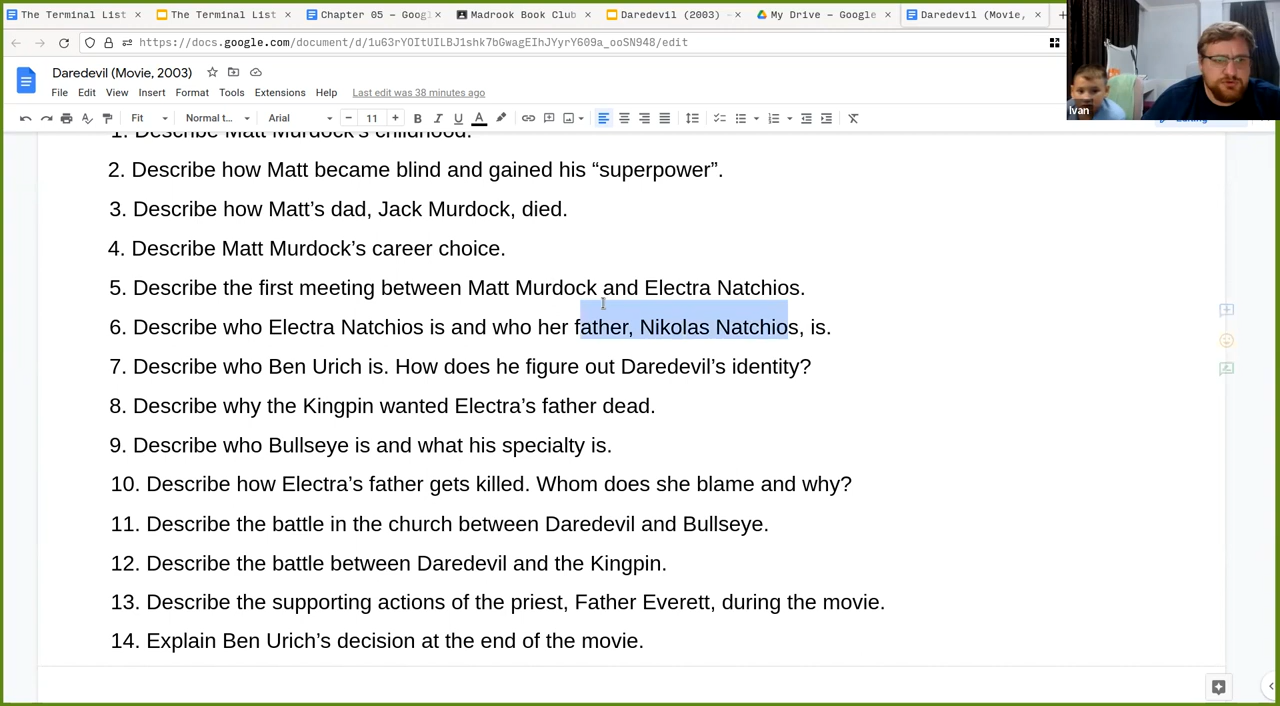 The Terminal List
The Terminal List
Chapter 05 – Goog
Madrook Book Club
Daredevil (2003)
My Drive – Google
Daredevil (Movie,
https://docs.google.com/document/d/1u63rYOItUILBJ1shk7bGwagEIhJYyrY609a_ooSN948/edit
Daredevil (Movie, 2003)
File Edit View Insert Format Tools Extensions Help Last edit was 38 minutes ago
Fit Normal t... Arial 11
Ivan
1. Describe Matt Murdock's childhood.
2. Describe how Matt became blind and gained his “superpower”.
3. Describe how Matt’s dad, Jack Murdock, died.
4. Describe Matt Murdock’s career choice.
5. Describe the first meeting between Matt Murdock and Electra Natchios.
6. Describe who Electra Natchios is and who her father, Nikolas Natchios, is.
7. Describe who Ben Urich is. How does he figure out Daredevil’s identity?
8. Describe why the Kingpin wanted Electra’s father dead.
9. Describe who Bullseye is and what his specialty is.
10. Describe how Electra’s father gets killed. Whom does she blame and why?
11. Describe the battle in the church between Daredevil and Bullseye.
12. Describe the battle between Daredevil and the Kingpin.
13. Describe the supporting actions of the priest, Father Everett, during the movie.
14. Explain Ben Urich’s decision at the end of the movie.